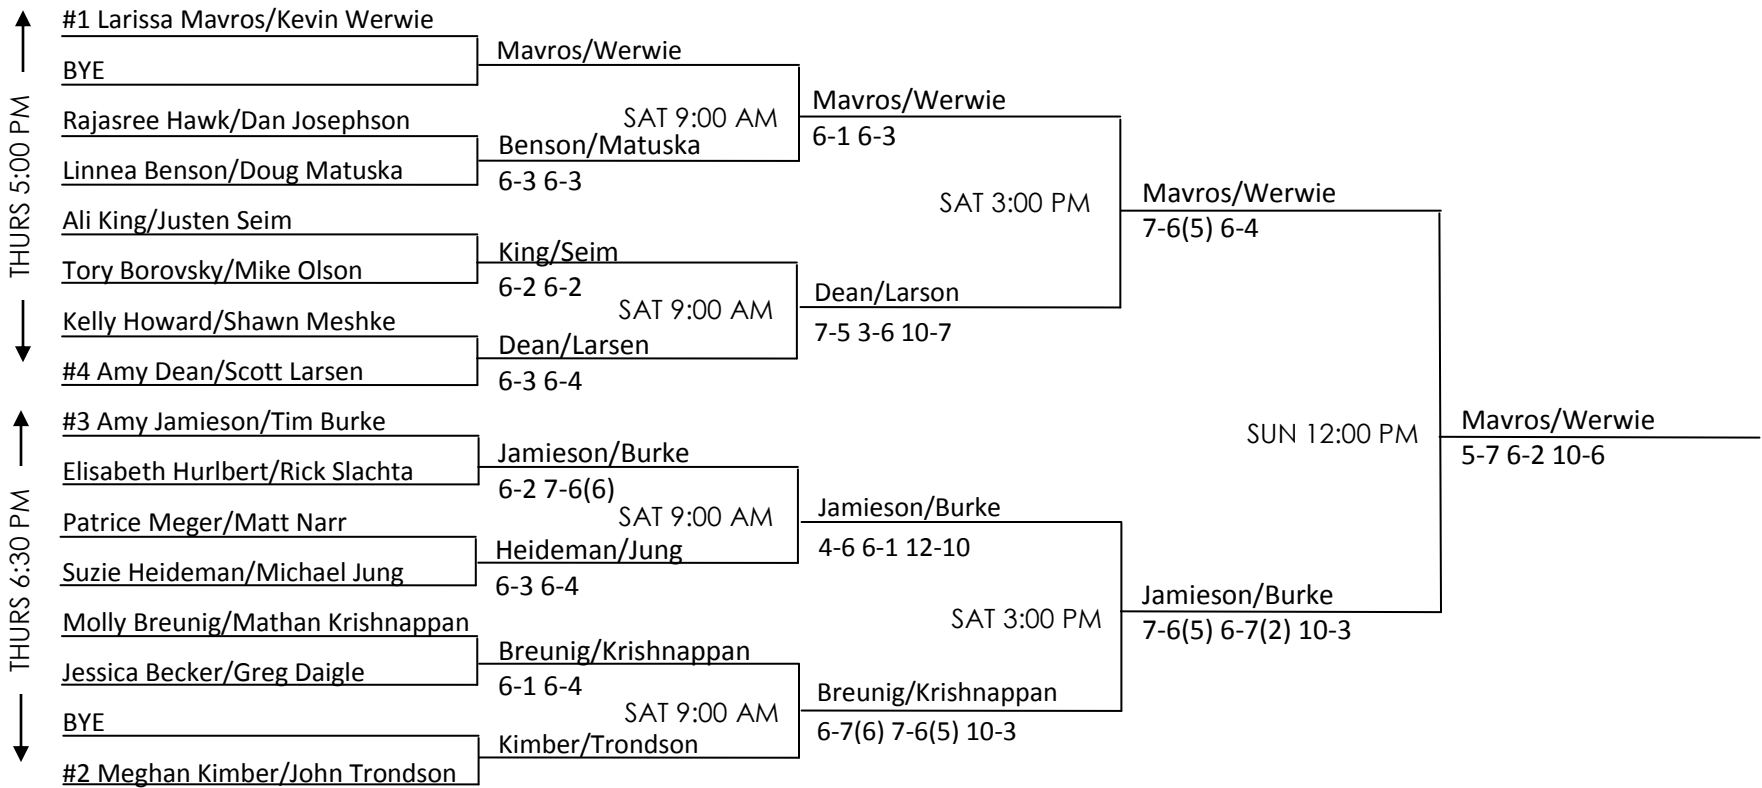 THURS 5:00 PM
#1 Larissa Mavros/Kevin Werwie
BYE
Rajasree Hawk/Dan Josephson
Linnea Benson/Doug Matuska
Ali King/Justen Seim
Tory Borovsky/Mike Olson
Kelly Howard/Shawn Meshke
#4 Amy Dean/Scott Larsen
THURS 6:30 PM
#3 Amy Jamieson/Tim Burke
Elisabeth Hurlbert/Rick Slachta
Patrice Meger/Matt Narr
Suzie Heideman/Michael Jung
Molly Breunig/Mathan Krishnappan
Jessica Becker/Greg Daigle
BYE
#2 Meghan Kimber/John Trondson
Mavros/Werwie
SAT 9:00 AM
Benson/Matuska
6-3 6-3
King/Seim
6-2 6-2
SAT 9:00 AM
Dean/Larsen
6-3 6-4
Jamieson/Burke
6-2 7-6(6)
SAT 9:00 AM
Heideman/Jung
6-3 6-4
Breunig/Krishnappan
6-1 6-4
SAT 9:00 AM
Kimber/Trondson
Mavros/Werwie
6-1 6-3
SAT 3:00 PM
Dean/Larson
7-5 3-6 10-7
Jamieson/Burke
4-6 6-1 12-10
SAT 3:00 PM
Breunig/Krishnappan
6-7(6) 7-6(5) 10-3
Mavros/Werwie
7-6(5) 6-4
SUN 12:00 PM
Jamieson/Burke
7-6(5) 6-7(2) 10-3
Mavros/Werwie
5-7 6-2 10-6